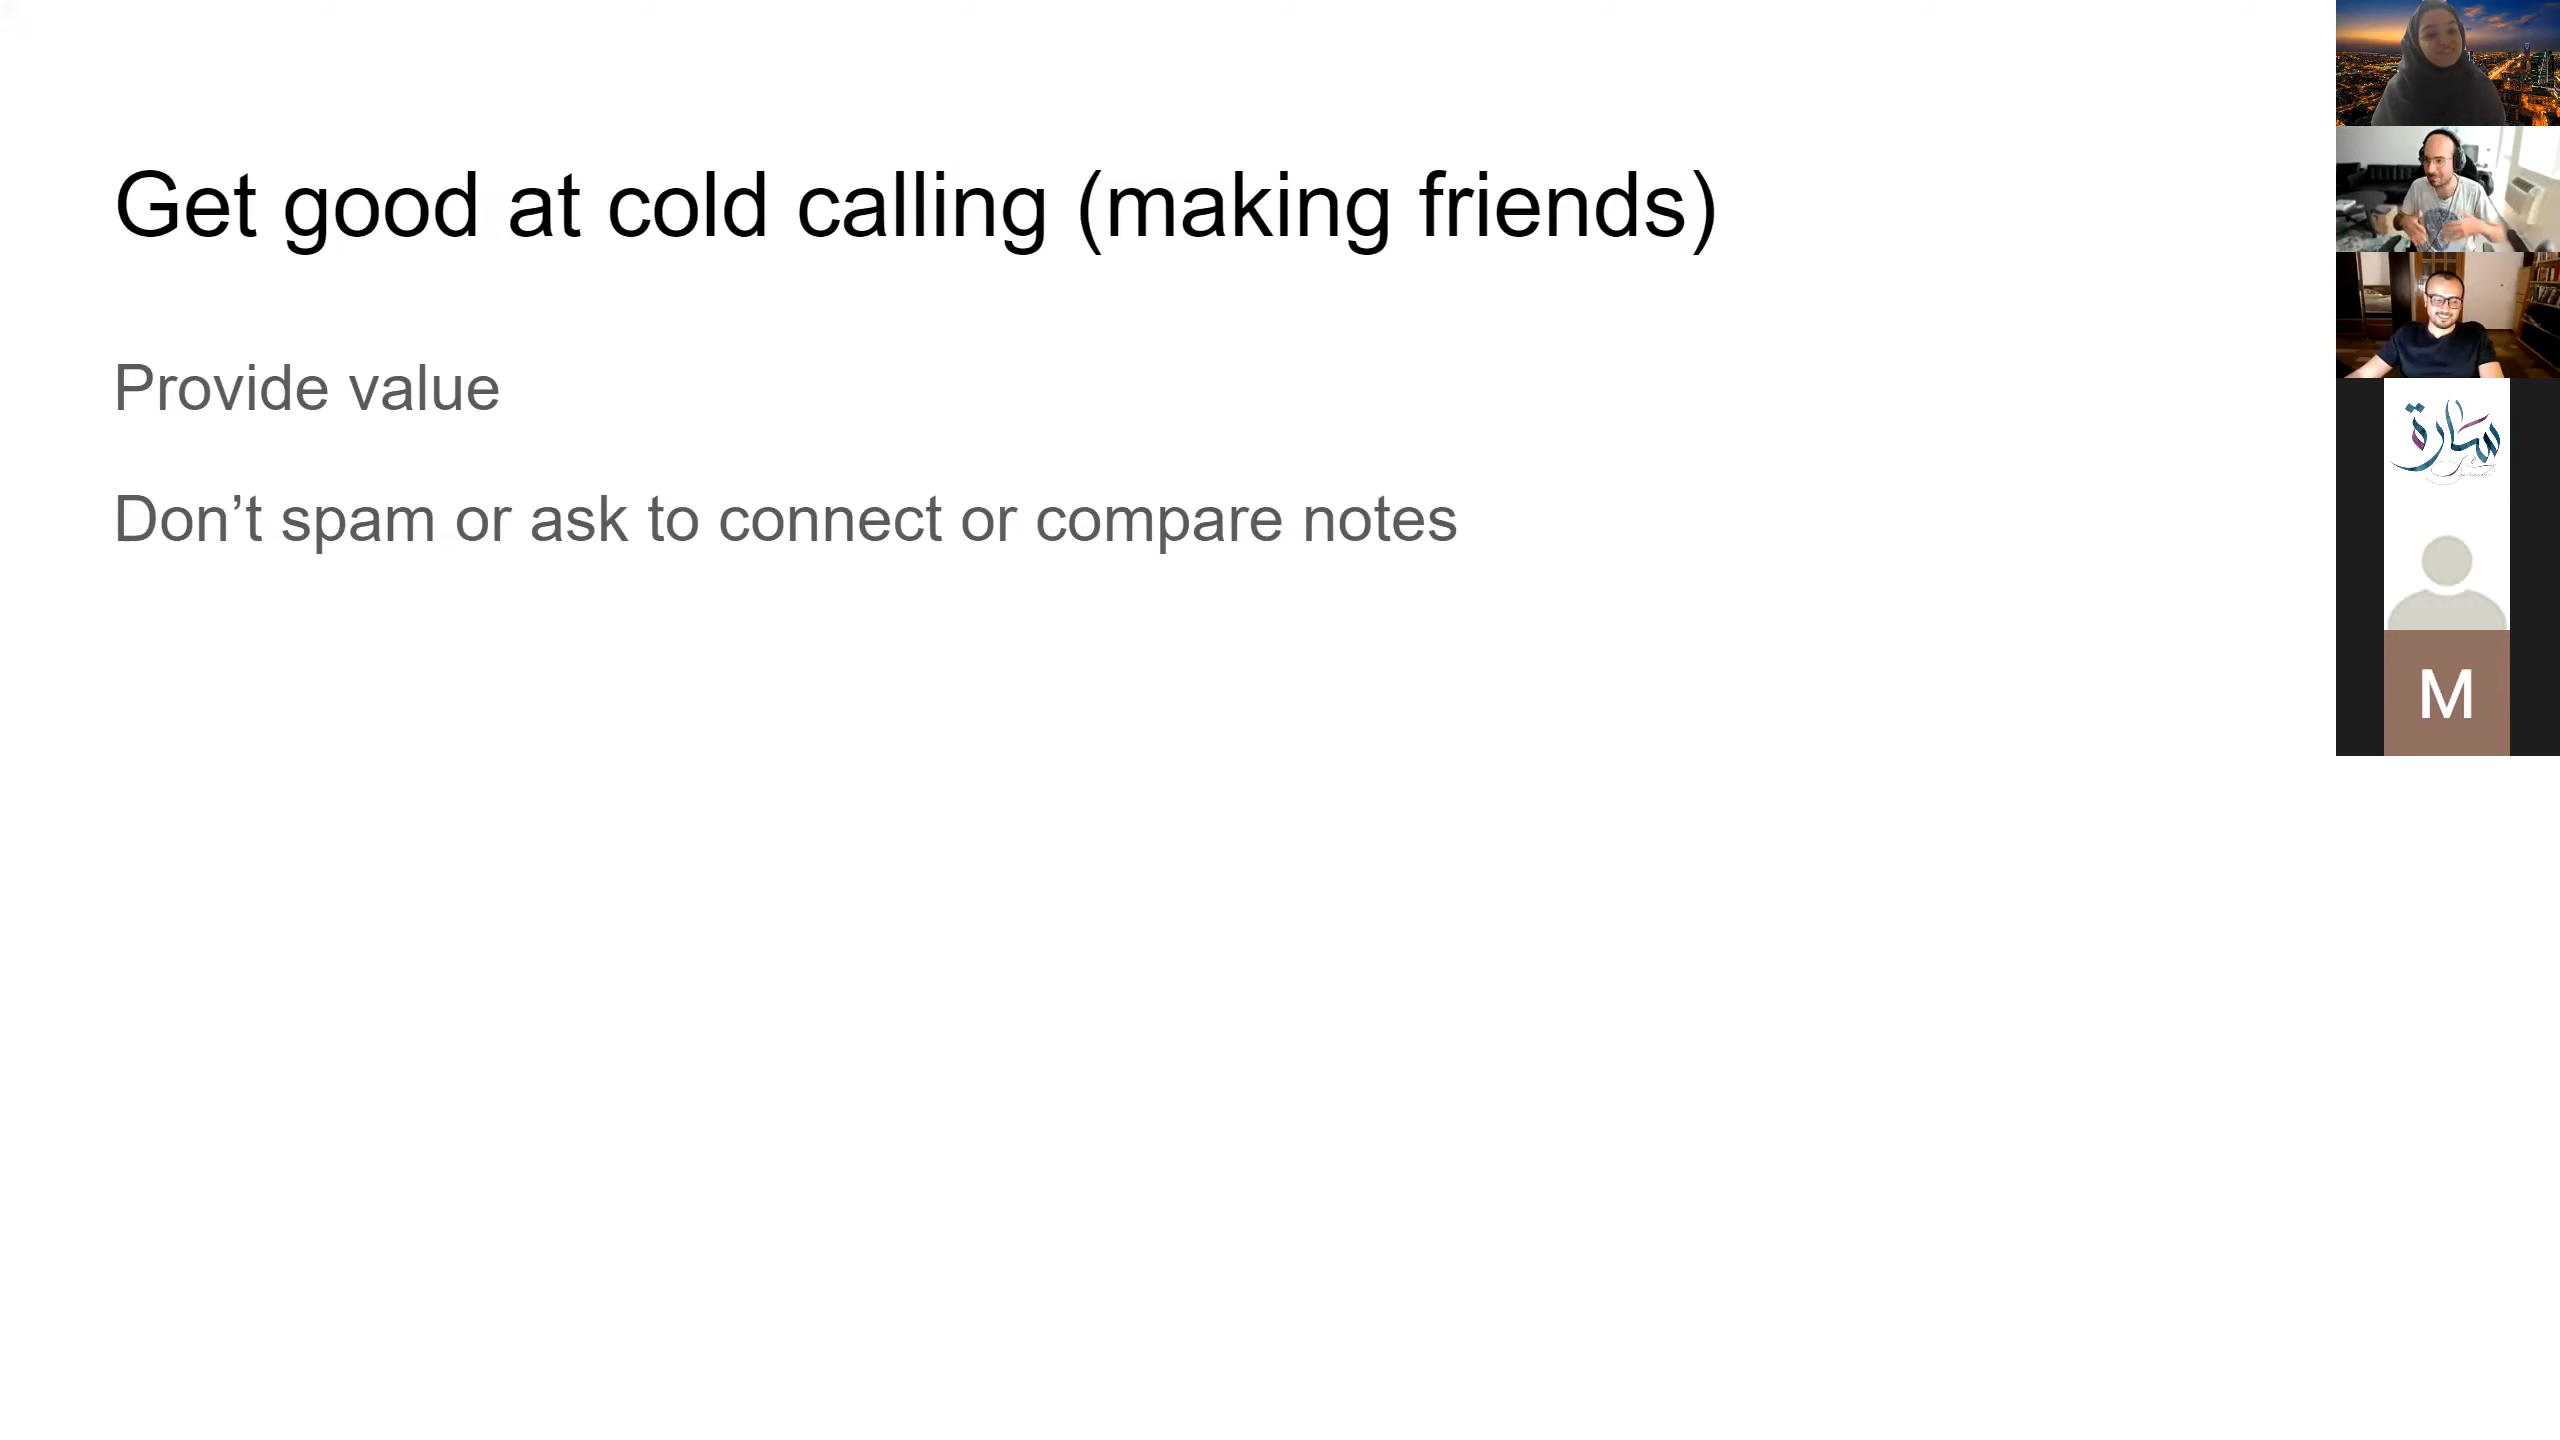 Get good at cold calling (making friends)
Provide value
Don’t spam or ask to connect or compare notes
سارة
M